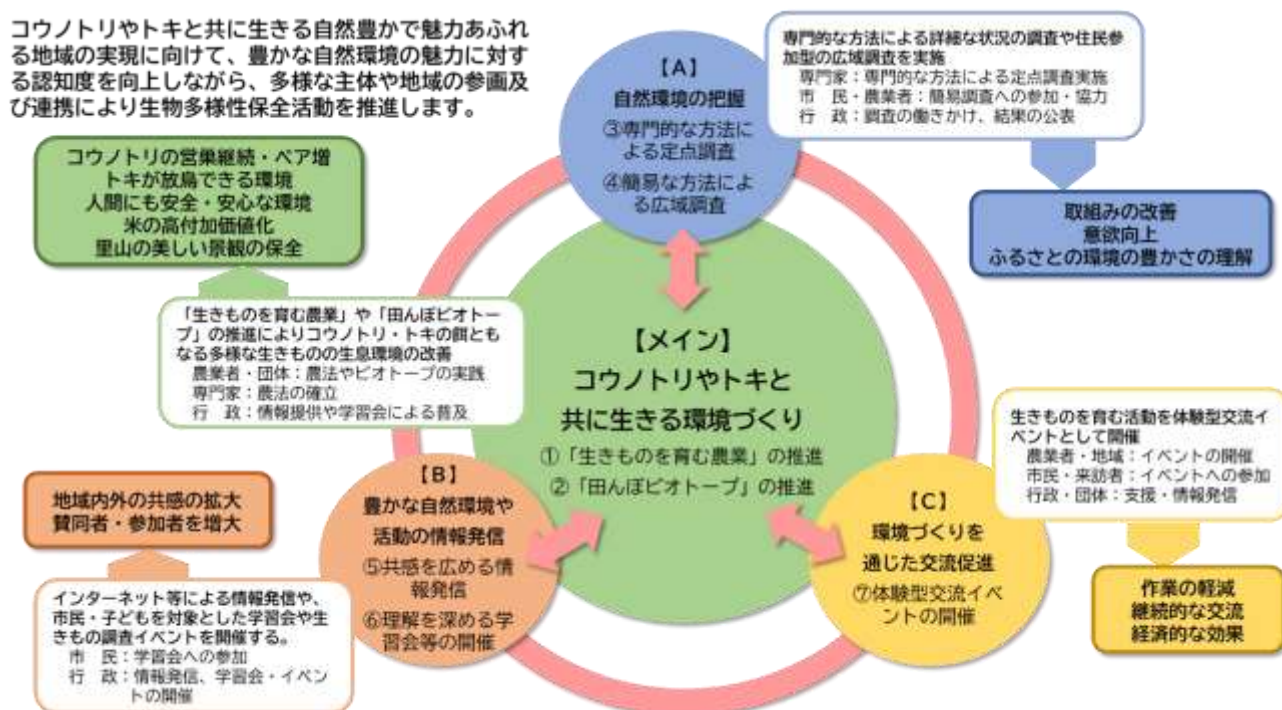 コウノトリやトキと共に生きる自然豊かで魅力あふれ
る地域の実現に向けて、豊かな自然環境の魅力に対す
る認知度を向上しながら、多様な主体や地域の参画及
び連携により生物多様性保全活動を推進します。
【A】
自然環境の把握
③専門的な方法に
よる定点調査
④簡易な方法によ
る広域調査
専門的な方法による詳細な状況の調査や住民参
加型の広域調査を実施
専門家：専門的な方法による定点調査実施
市　民・農業者：簡易調査への参加・協力
行　政：調査の働きかけ、結果の公表
取組みの改善
意欲向上
ふるさとの環境の豊かさの理解
コウノトリの営巣継続・ペア増
トキが放鳥できる環境
人間にも安全・安心な環境
米の高付加価値化
里山の美しい景観の保全
「生きものを育む農業」や「田んぼビオトー
プ」の推進によりコウノトリ・トキの餌とも
なる多様な生きものの生息環境の改善
農業者・団体：農法やビオトープの実践
専門家：農法の確立
行　政：情報提供や学習会による普及
【メイン】
コウノトリやトキと
共に生きる環境づくり
①「生きものを育む農業」の推進
②「田んぼビオトープ」の推進
【B】
豊かな自然環境や
活動の情報発信
⑤共感を広める情
報発信
⑥理解を深める学
習会等の開催
地域内外の共感の拡大
賛同者・参加者を増大
インターネット等による情報発信や、
市民・子どもを対象とした学習会や生
きもの調査イベントを開催する。
市　民：学習会への参加
行　政：情報発信、学習会・イベン
トの開催
【C】
環境づくりを
通じた交流促進
⑦体験型交流イベ
ントの開催
生きものを育む活動を体験型交流イ
ベントとして開催
農業者・地域：イベントの開催
市民・来訪者：イベントへの参加
行政・団体：支援・情報発信
作業の軽減
継続的な交流
経済的な効果